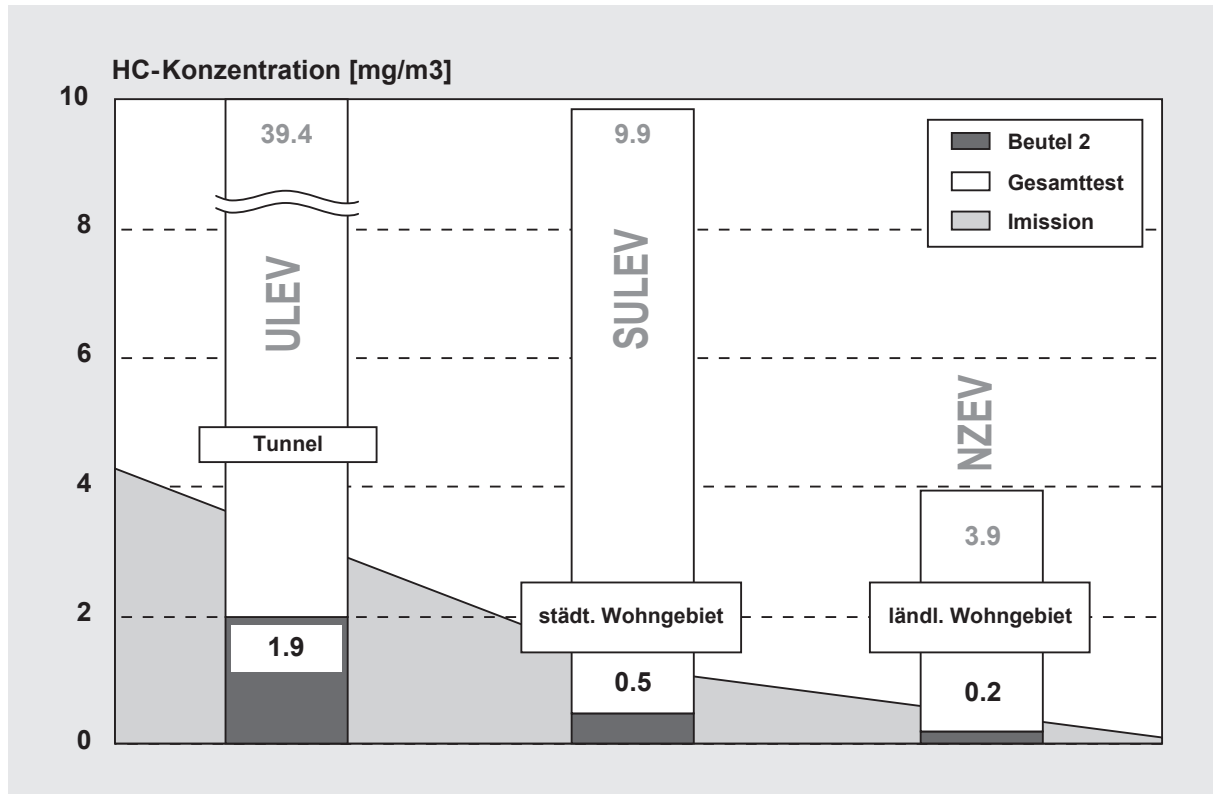 HC-Konzentration [mg/m3]
10
8
6
4
2
0
39.4
ULEV
Tunnel
1.9
9.9
SULEV
städt. Wohngebiet
0.5
NZEV
3.9
ländl. Wohngebiet
0.2
Beutel 2
Gesamttest
Imission